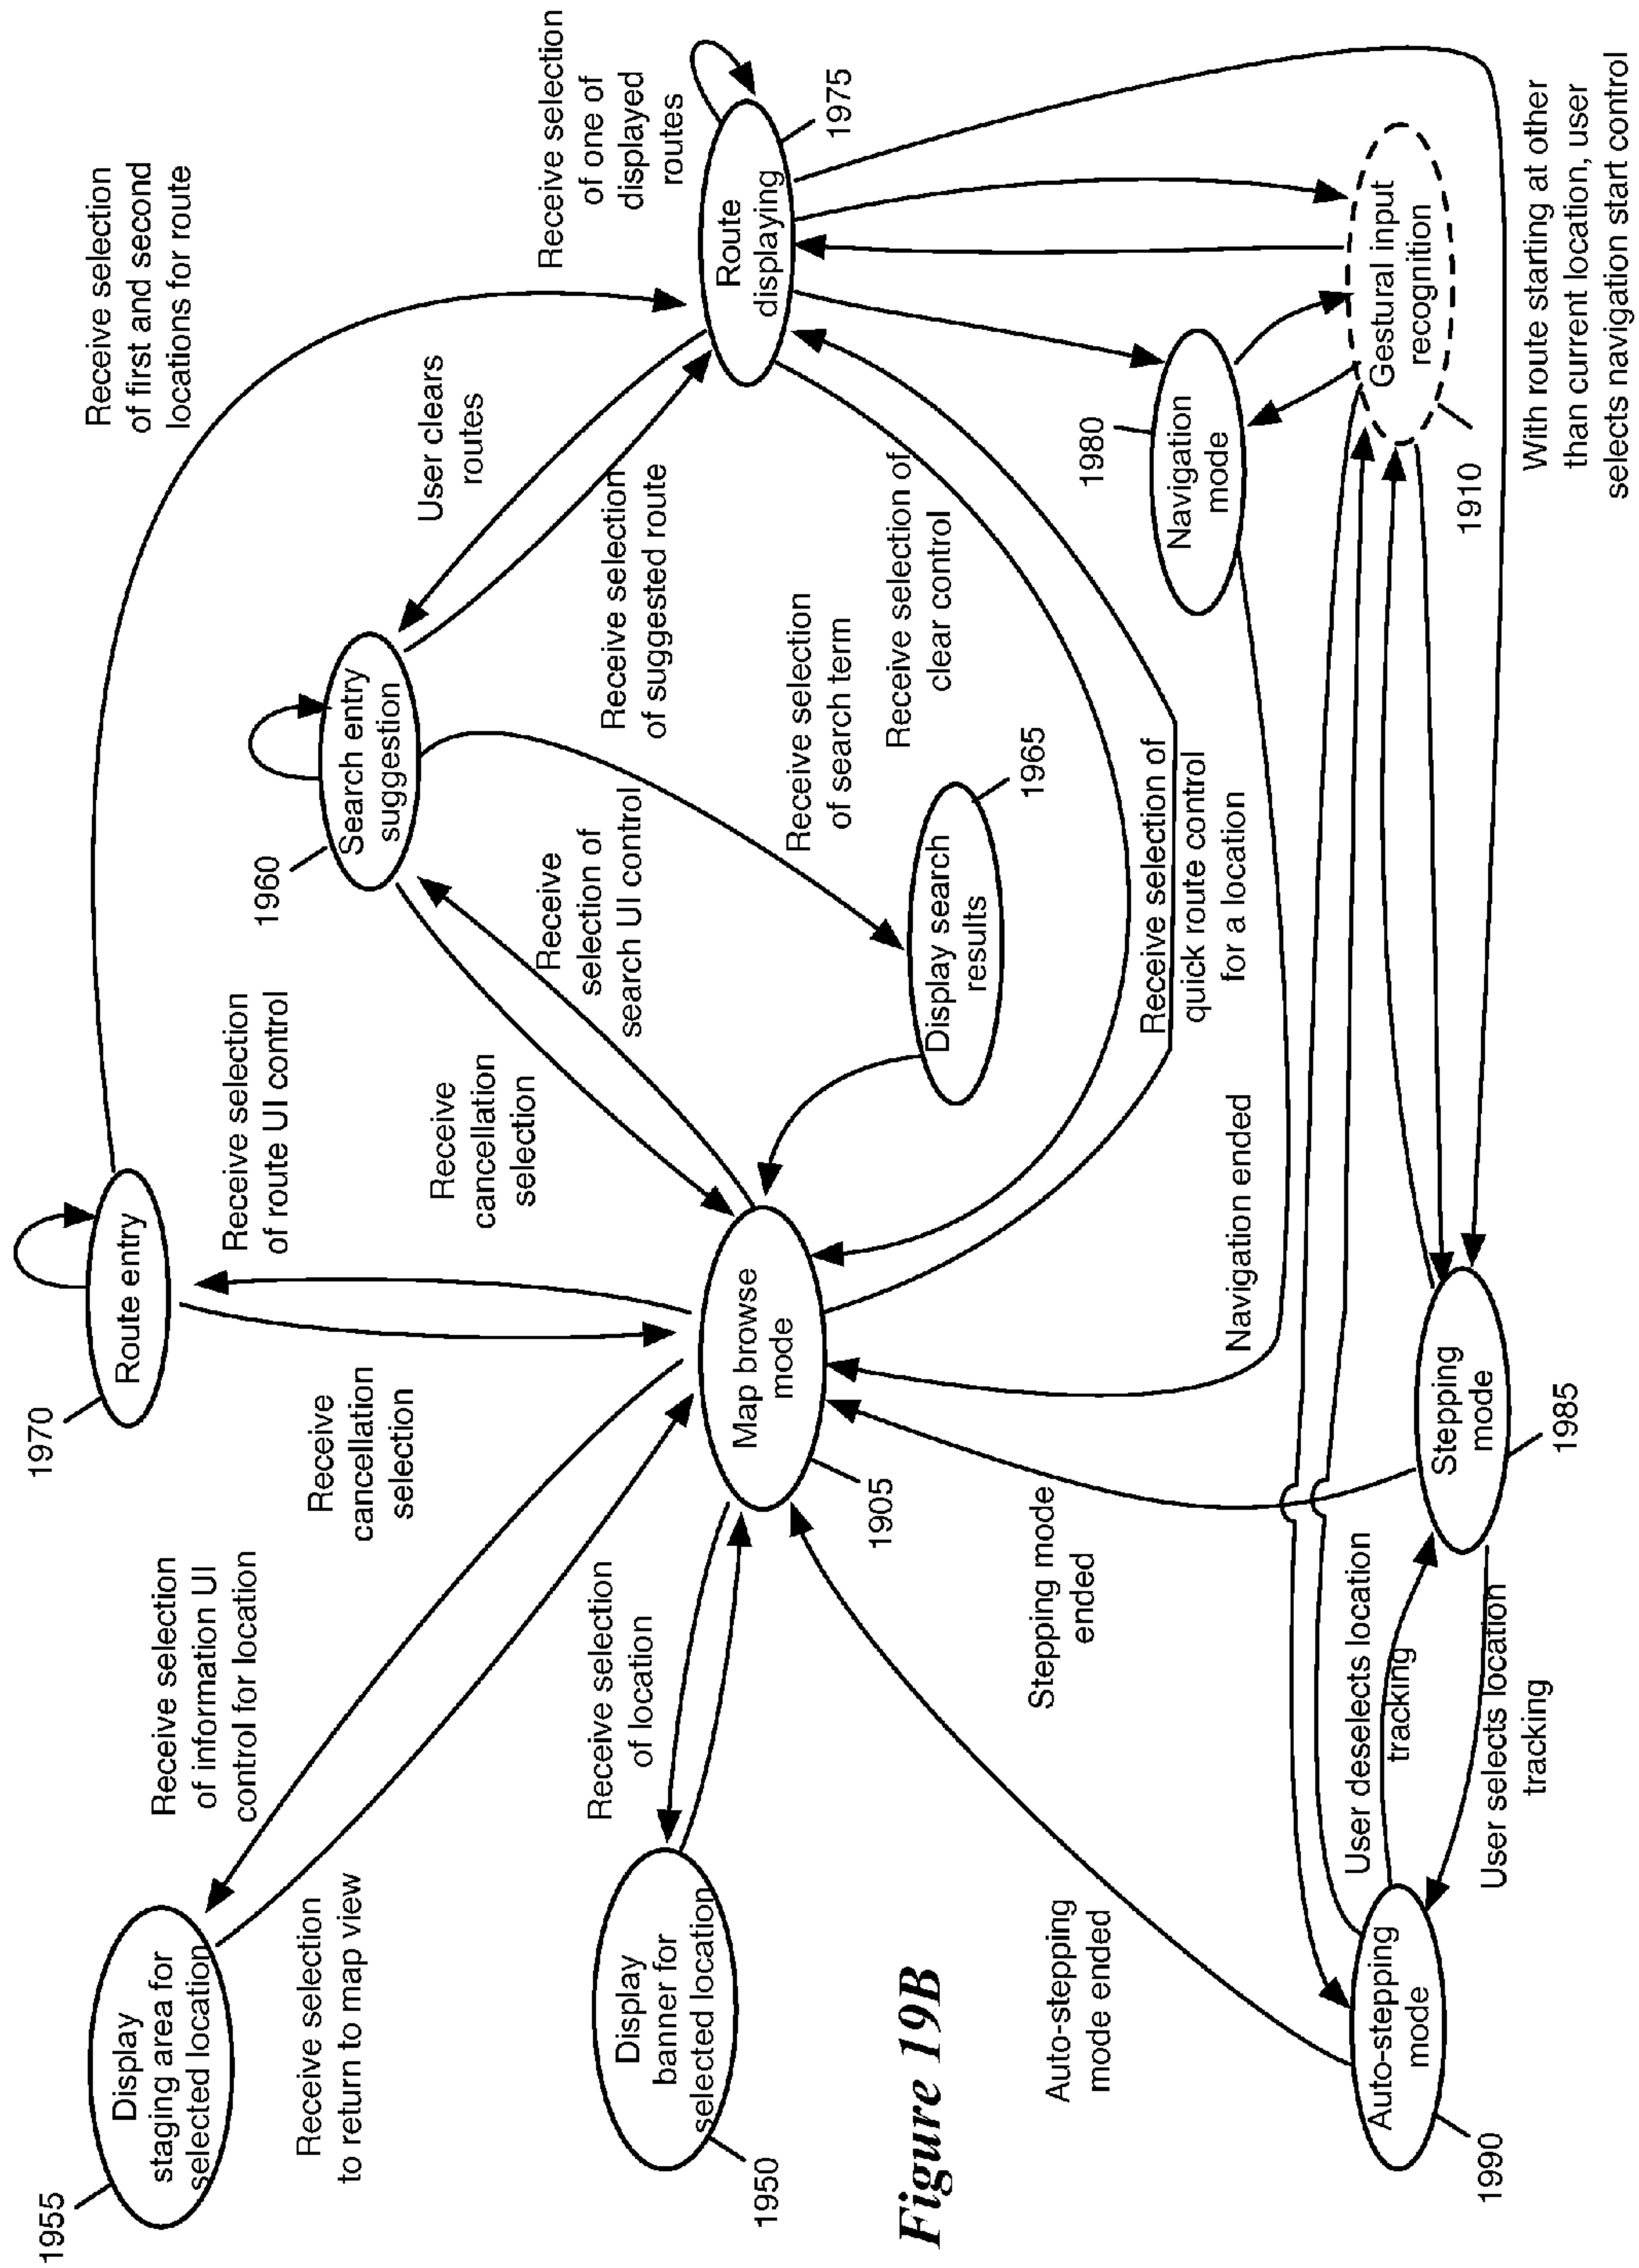 1955
Display
staging area for
selected location
Receive selection
of information UI
control for location
Receive selection
to return to map view
1970
Route entry
Receive
cancellation
selection
Receive selection
of route UI control
Receive selection
of first and second
locations for route
1960
Search entry
suggestion
Receive
cancellation
selection
Receive
selection of
search UI control
User clears
routes
Receive selection
of suggested route
Receive selection
of one of
displayed
routes
Route
displaying
1975
Display
banner for
selected location
1950
Receive selection
of location
Map browse
mode
1905
Display search
results
1965
Receive selection
of search term
Receive selection of
clear control
Receive selection of
quick route control
for a location
Figure 19B
Auto-stepping
mode ended
Stepping mode
ended
Navigation ended
1980
Navigation
mode
Gestural input
recognition
1910
Auto-stepping
mode
1990
User deselects location
tracking
User selects location
tracking
Stepping
mode
1985
With route starting at other
than current location, user
selects navigation start control